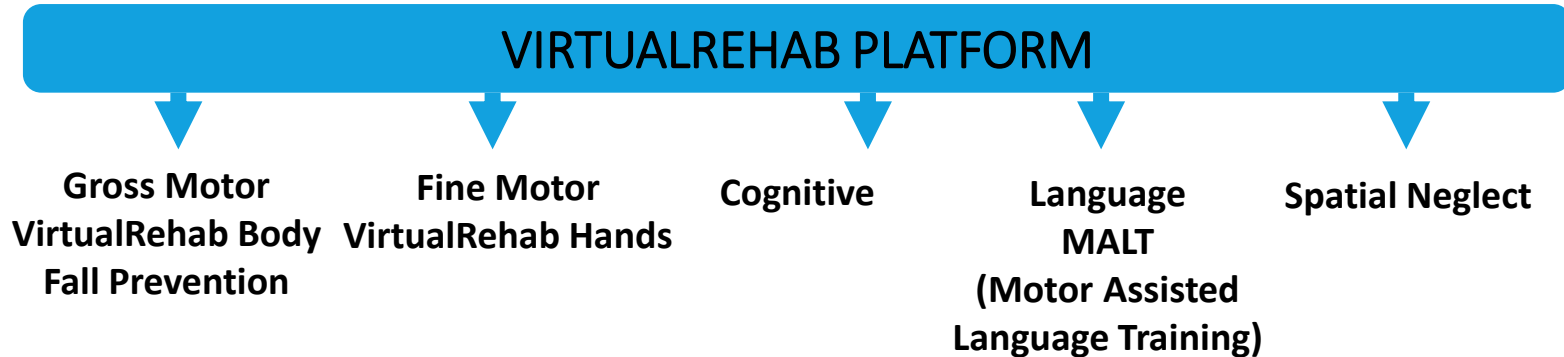 VIRTUALREHAB PLATFORM
Gross Motor
VirtualRehab Body
Fall Prevention
Fine Motor
VirtualRehab Hands
Cognitive
Language
MALT
(Motor Assisted
Language Training)
Spatial Neglect